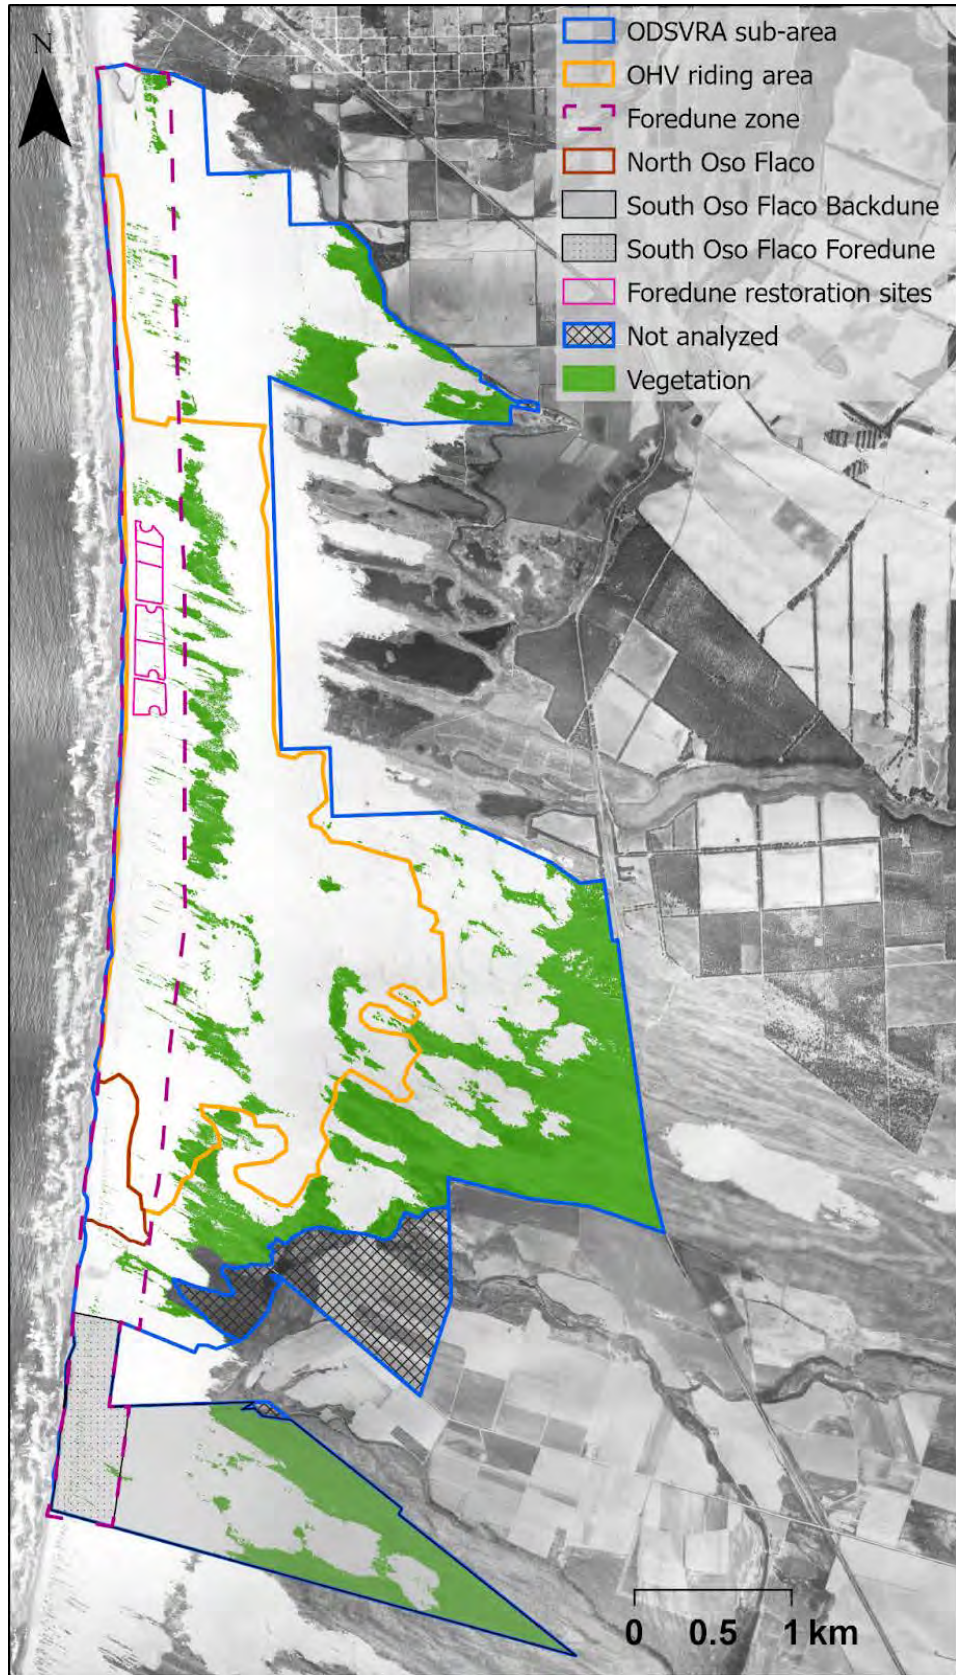 N
ODSVRA sub-area
OHV riding area
Foredune zone
North Oso Flaco
South Oso Flaco Backdune
South Oso Flaco Foredune
Foredune restoration sites
Not analyzed
Vegetation
0 0.5 1 km